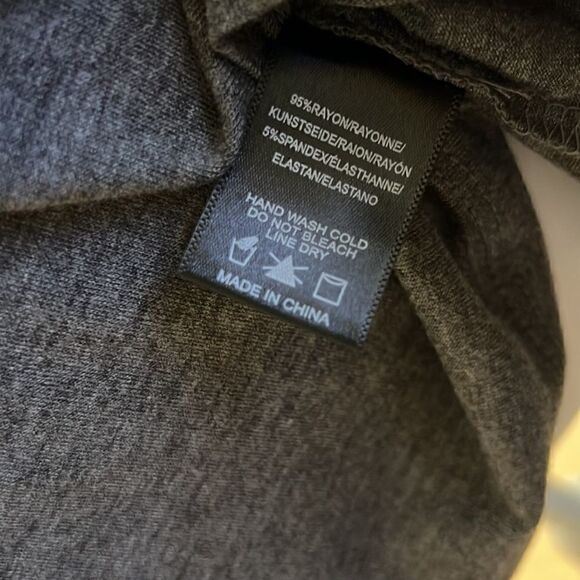 95%RAYON/RAYONNE/
KUNSTSEIDE/RAION/RAYÓN
5%SPANDEX/ÉLASTHANNE/
ELASTAN/ELASTANO
HAND WASH COLD
DO NOT BLEACH
LINE DRY
MADE IN CHINA